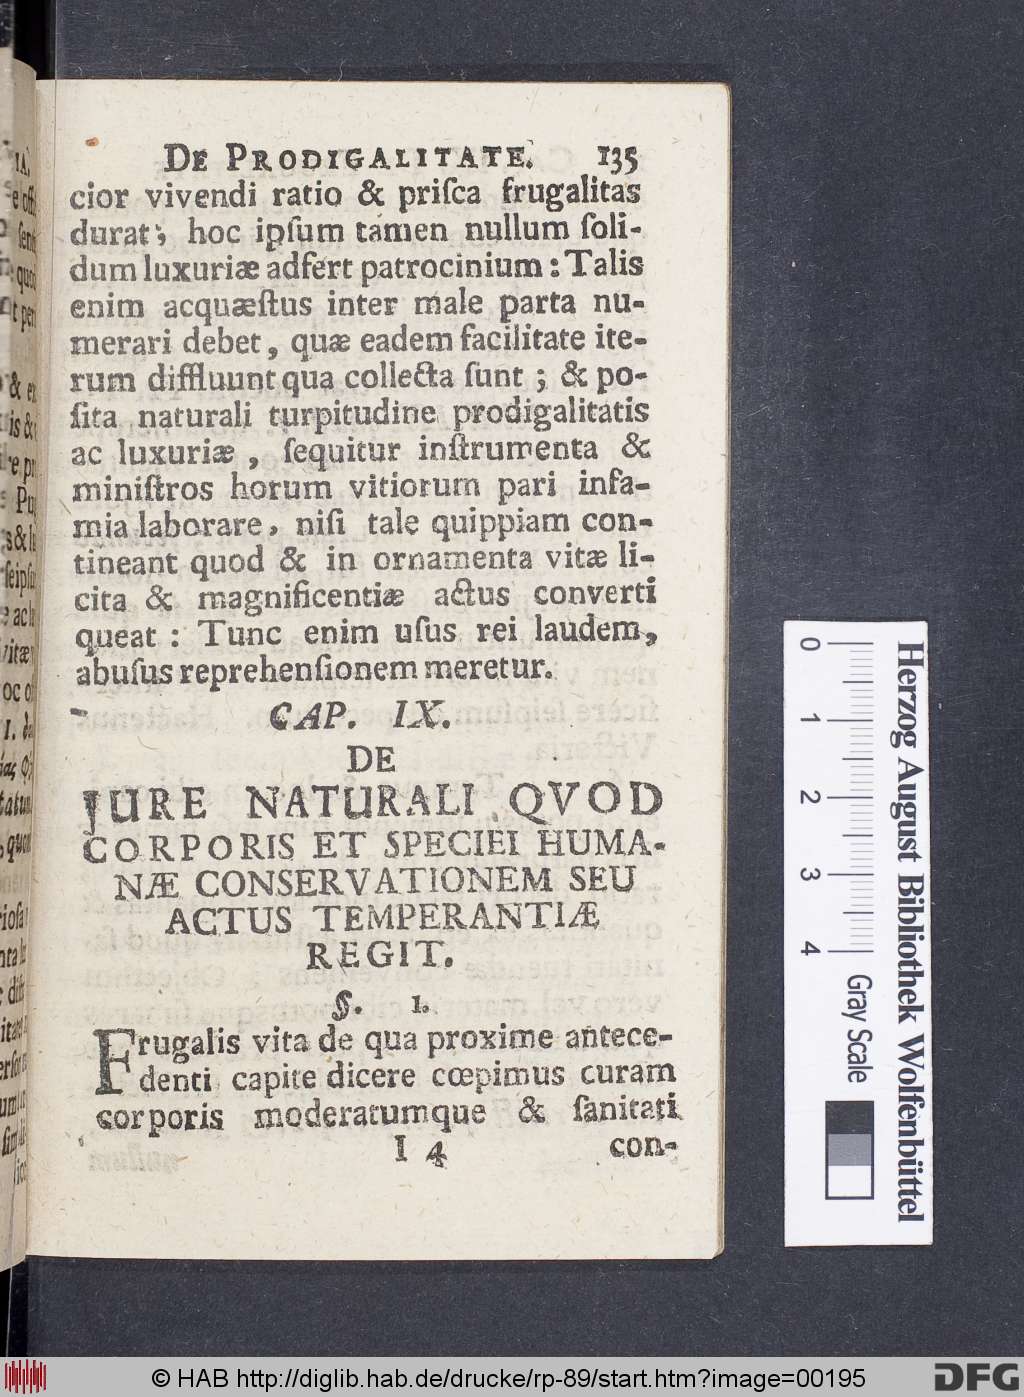 DE PRODIGALITATE. 135
cior vivendi ratio & priſca frugalitas
durat; hoc ipſum tamen nullum ſoli-
dum luxuriæ adfert patrocinium: Talis
enim acquæſtus inter male parta nu-
merari debet, quæ eadem facilitate ite-
rum diffluunt qua collecta ſunt; & po-
ſita naturali turpitudine prodigalitatis
ac luxuriæ, ſequitur inſtrumenta &
miniſtros horum vitiorum pari infa-
mia laborare, niſi tale quippiam con-
tineant quod & in ornamenta vitæ li-
cita & magnificentiæ actus converti
queat: Tunc enim uſus rei laudem,
abuſus reprehenſionem meretur.
CAP. IX.
DE
JURE NATURALI QVOD
CORPORIS ET SPECIEI HUMA-
NÆ CONSERVATIONEM SEU
ACTUS TEMPERANTIÆ
REGIT.
§. 1.
Frugalis vita de qua proxime antece-
denti capite dicere cœpimus curam
corporis moderatumque & ſanitati
I 4 con-
0 1 2 3 4
Gray Scale
Herzog August Bibliothek Wolfenbüttel
© HAB http://diglib.hab.de/drucke/rp-89/start.htm?image=00195
DFG